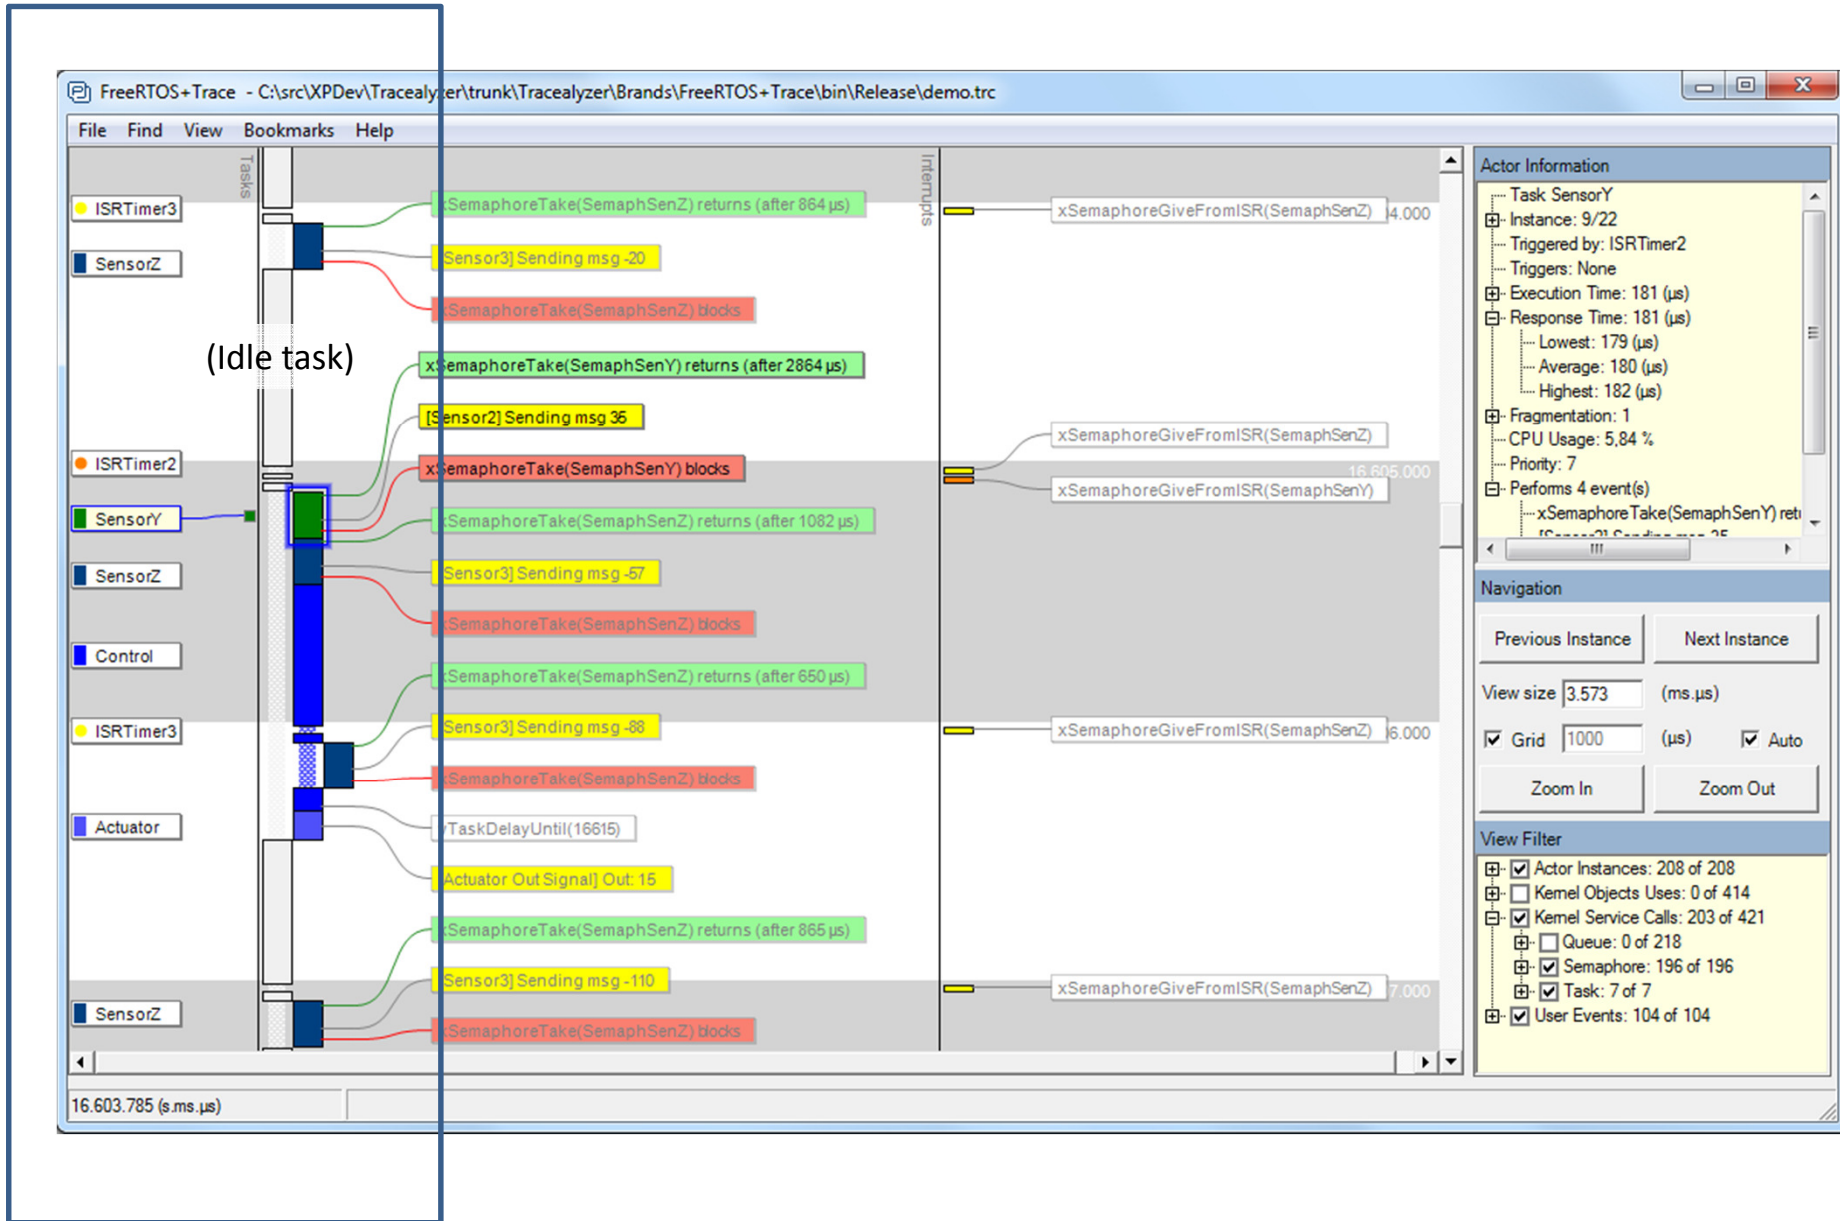 FreeRTOS+Trace - C:\src\XPDev\Tracealyzer\trunk\Tracealyzer\Brands\FreeRTOS+Trace\bin\Release\demo.trc
File Find View Bookmarks Help
Tasks
Interrupts
ISRTimer3
SensorZ
(Idle task)
ISRTimer2
SensorY
SensorZ
Control
ISRTimer3
Actuator
SensorZ
xSemaphoreTake(SemaphSenZ) returns (after 864 µs)
[Sensor3] Sending msg -20
xSemaphoreTake(SemaphSenZ) blocks
xSemaphoreTake(SemaphSenY) returns (after 2864 µs)
[Sensor2] Sending msg 35
xSemaphoreTake(SemaphSenY) blocks
xSemaphoreTake(SemaphSenZ) returns (after 1082 µs)
[Sensor3] Sending msg -57
xSemaphoreTake(SemaphSenZ) blocks
xSemaphoreTake(SemaphSenZ) returns (after 650 µs)
[Sensor3] Sending msg -88
xSemaphoreTake(SemaphSenZ) blocks
vTaskDelayUntil(16615)
[Actuator Out Signal] Out: 15
xSemaphoreTake(SemaphSenZ) returns (after 865 µs)
[Sensor3] Sending msg -110
xSemaphoreTake(SemaphSenZ) blocks
xSemaphoreGiveFromISR(SemaphSenZ) 4.000
xSemaphoreGiveFromISR(SemaphSenZ)
16.605.000
xSemaphoreGiveFromISR(SemaphSenY)
xSemaphoreGiveFromISR(SemaphSenZ) 6.000
xSemaphoreGiveFromISR(SemaphSenZ) 7.000
Actor Information
Task SensorY
Instance: 9/22
Triggered by: ISRTimer2
Triggers: None
Execution Time: 181 (µs)
Response Time: 181 (µs)
Lowest: 179 (µs)
Average: 180 (µs)
Highest: 182 (µs)
Fragmentation: 1
CPU Usage: 5,84 %
Priority: 7
Performs 4 event(s)
xSemaphoreTake(SemaphSenY) retu
[Sensor2] Sending msg 35
Navigation
Previous Instance Next Instance
View size 3.573 (ms.µs)
Grid 1000 (µs) Auto
Zoom In Zoom Out
View Filter
Actor Instances: 208 of 208
Kernel Objects Uses: 0 of 414
Kernel Service Calls: 203 of 421
Queue: 0 of 218
Semaphore: 196 of 196
Task: 7 of 7
User Events: 104 of 104
16.603.785 (s.ms.µs)